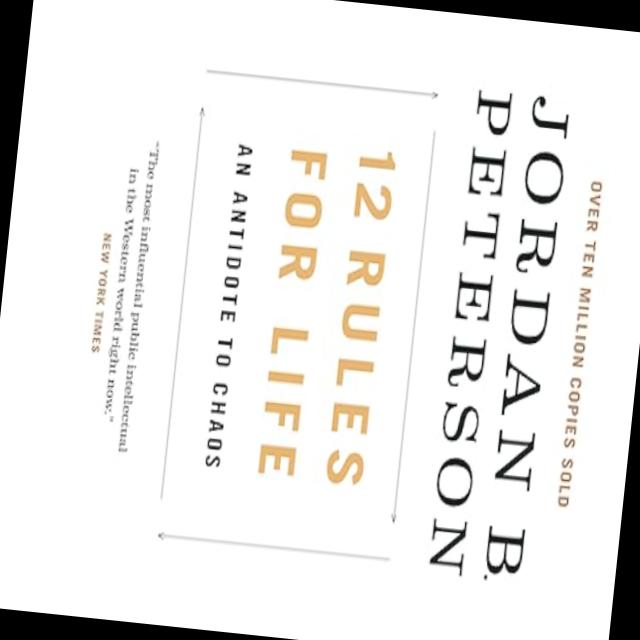 OVER TEN MILLION COPIES SOLD
JORDAN B.
PETERSON
12 RULES
FOR LIFE
AN ANTIDOTE TO CHAOS
"The most influential public intellectual
in the Western world right now."
NEW YORK TIMES